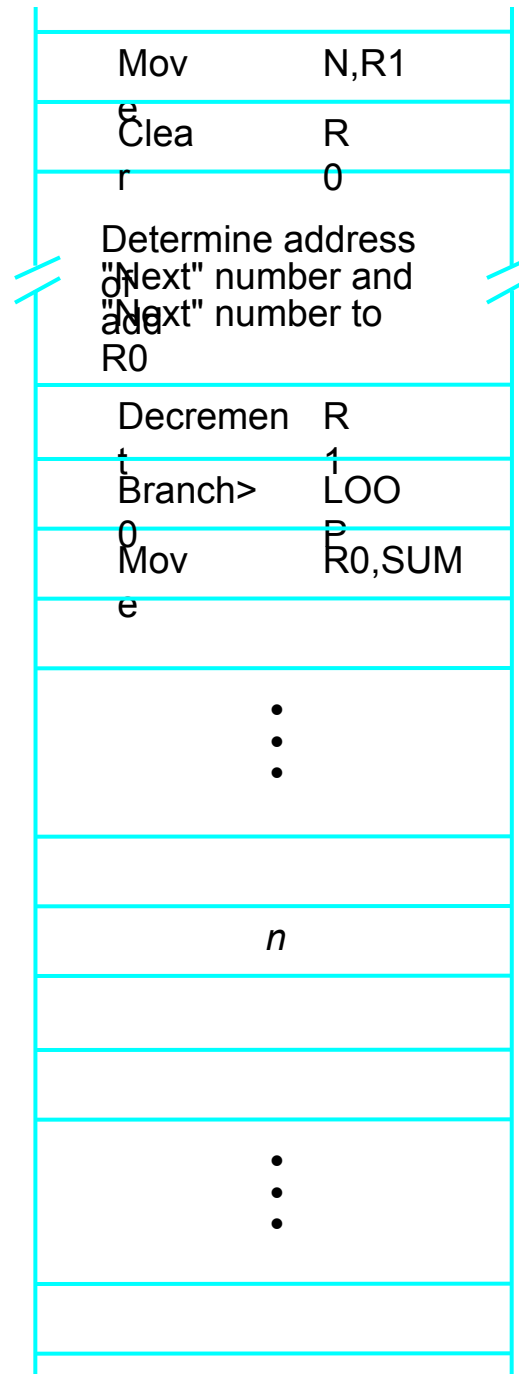 Move N,R1
Clear R0
Determine address of
"Next" number and add
"Next" number to R0
Decrement R1
Branch>0 LOOP
Move R0,SUM
•
•
•
n
•
•
•